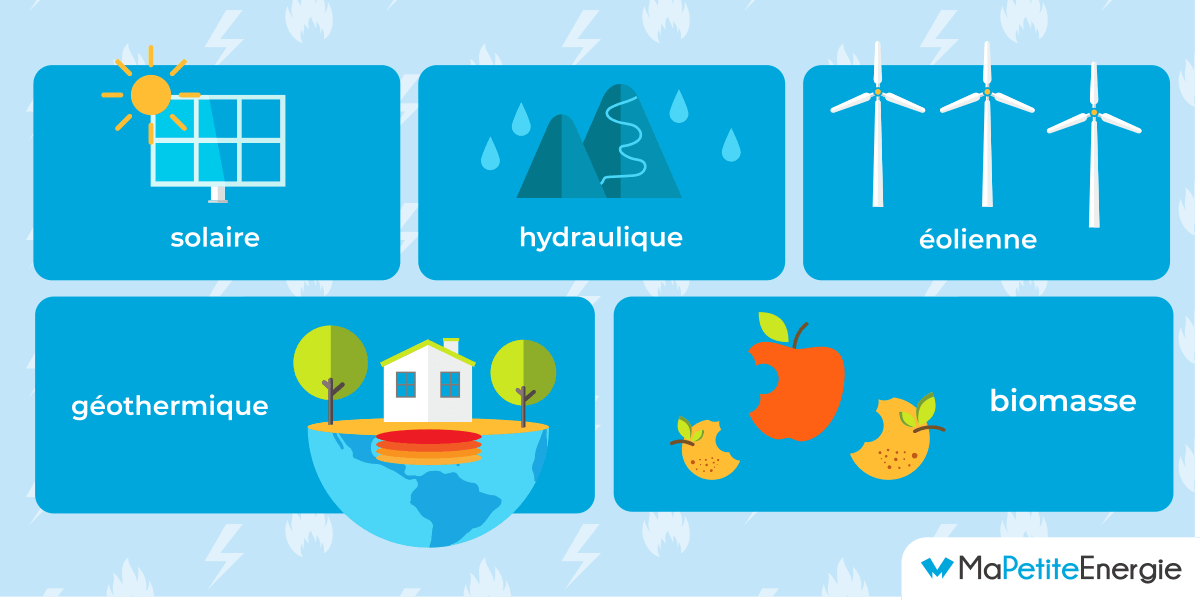 solaire
hydraulique
éolienne
géothermique
biomasse
MaPetiteEnergie